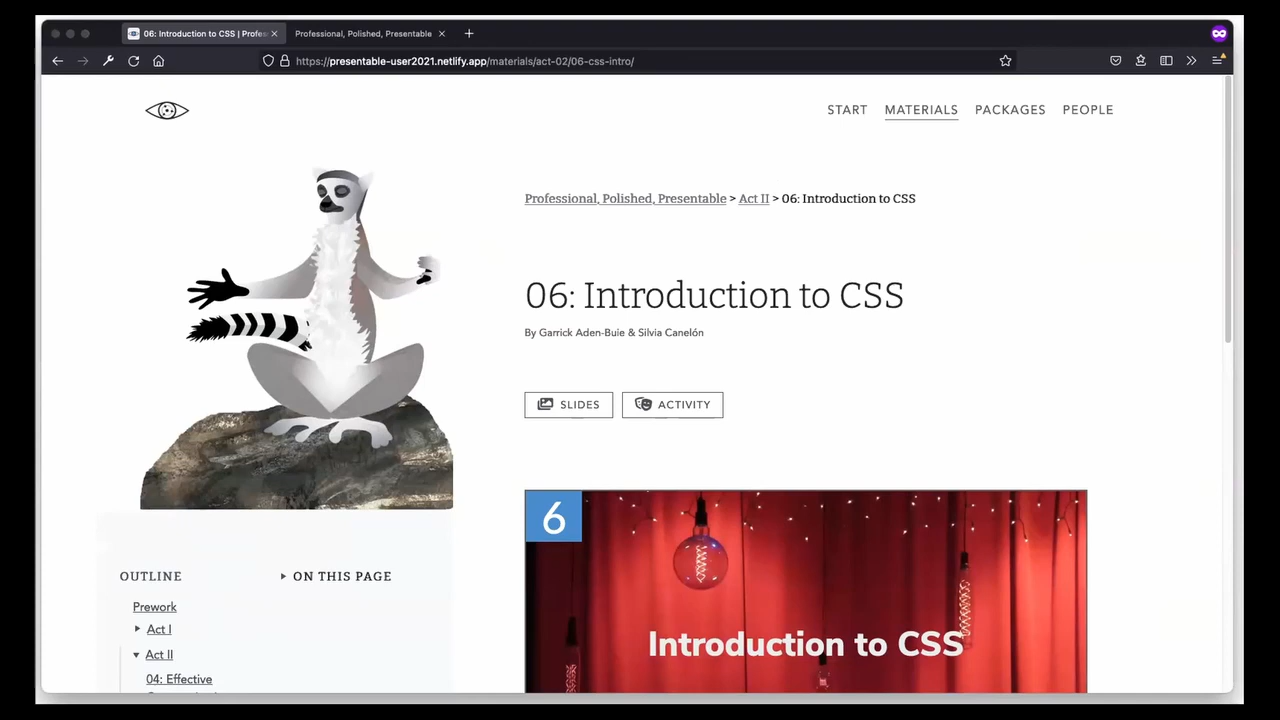 06: Introduction to CSS | Profes
Professional, Polished, Presentable
https://presentable-user2021.netlify.app/materials/act-02/06-css-intro/
START MATERIALS PACKAGES PEOPLE
Professional, Polished, Presentable > Act II > 06: Introduction to CSS
06: Introduction to CSS
By Garrick Aden-Buie & Silvia Canelón
SLIDES ACTIVITY
6
Introduction to CSS
OUTLINE
ON THIS PAGE
Prework
Act I
Act II
04: Effective